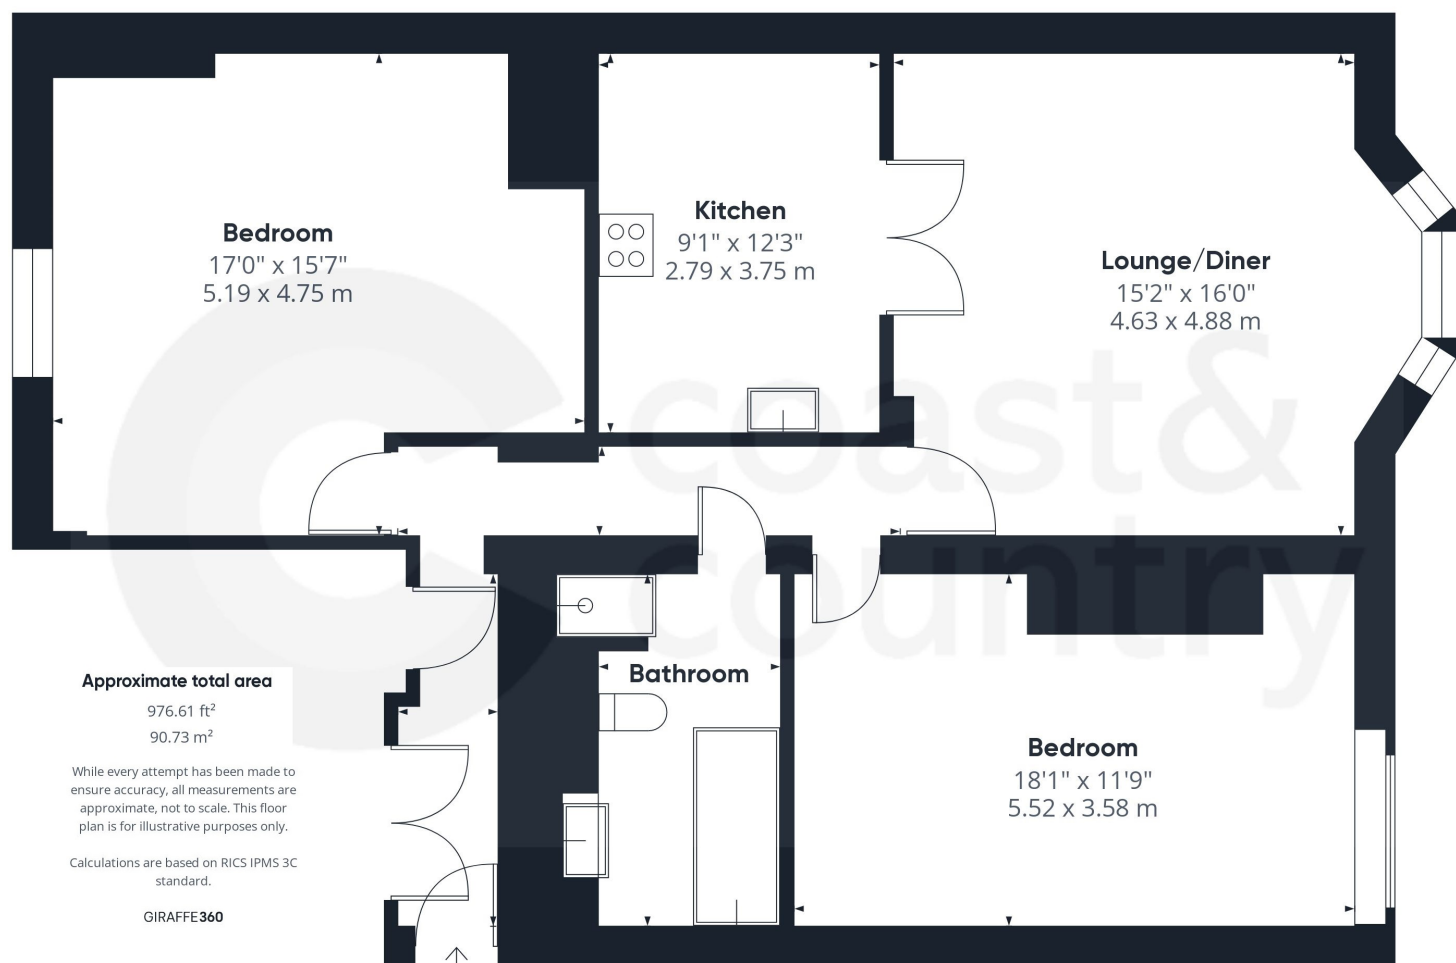 Bedroom
17'0" x 15'7"
5.19 x 4.75 m
Kitchen
9'1" x 12'3"
2.79 x 3.75 m
Lounge/Diner
15'2" x 16'0"
4.63 x 4.88 m
coast&
country
Bathroom
Bedroom
18'1" x 11'9"
5.52 x 3.58 m
Approximate total area
976.61 ft²
90.73 m²
While every attempt has been made to
ensure accuracy, all measurements are
approximate, not to scale. This floor
plan is for illustrative purposes only.
Calculations are based on RICS IPMS 3C
standard.
GIRAFFE360